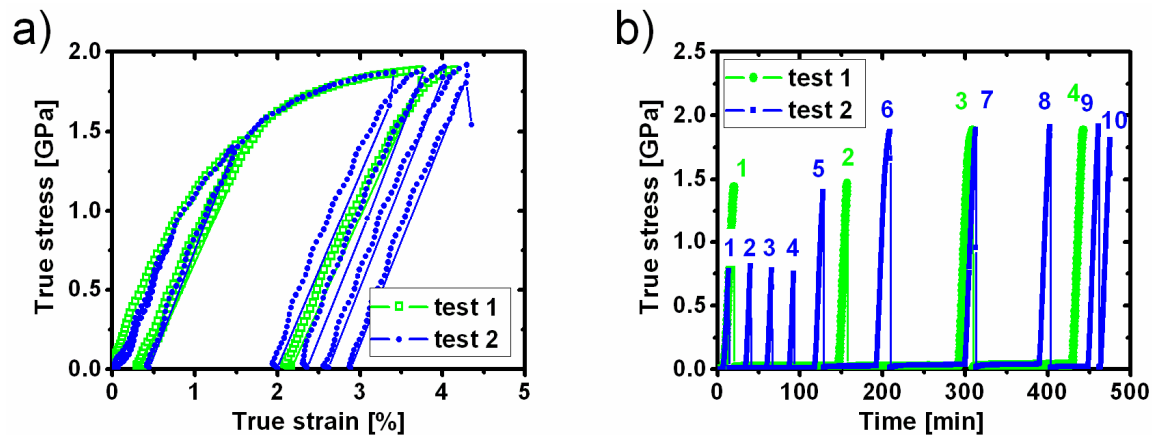 a)
True stress [GPa]
2.0
1.5
1.0
0.5
0.0
0 1 2 3 4 5
True strain [%]
test 1
test 2
b)
True stress [GPa]
2.5
2.0
1.5
1.0
0.5
0.0
0 100 200 300 400 500
Time [min]
test 1
test 2
1 2 3 4
1 2 3 4 5 6 7 8 9 10